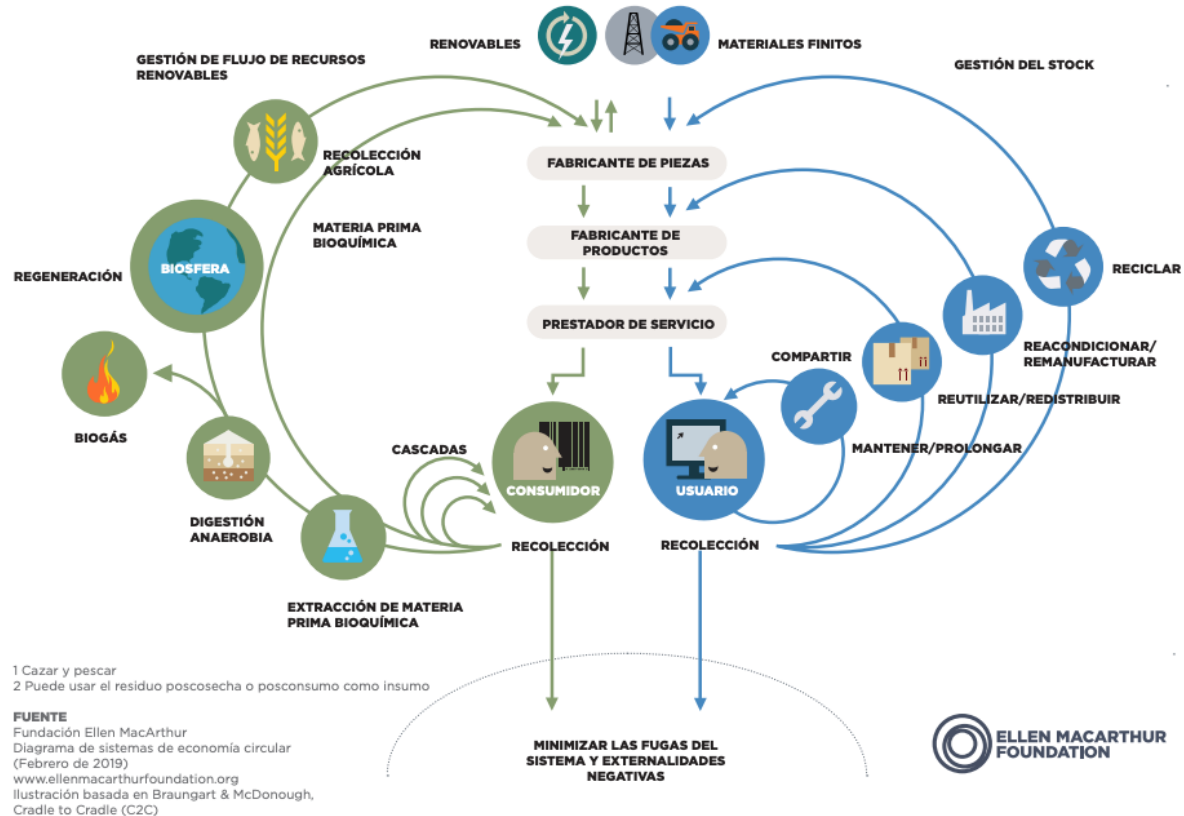 RENOVABLES
MATERIALES FINITOS
GESTIÓN DE FLUJO DE RECURSOS
RENOVABLES
GESTIÓN DEL STOCK
RECOLECCIÓN
AGRÍCOLA
FABRICANTE DE PIEZAS
MATERIA PRIMA
BIOQUÍMICA
FABRICANTE DE
PRODUCTOS
REGENERACIÓN
BIOSFERA
RECICLAR
PRESTADOR DE SERVICIO
COMPARTIR
REACONDICIONAR/
REMANUFACTURAR
REUTILIZAR/REDISTRIBUIR
BIOGÁS
CASCADAS
MANTENER/PROLONGAR
CONSUMIDOR
USUARIO
DIGESTIÓN
ANAEROBIA
RECOLECCIÓN
RECOLECCIÓN
EXTRACCIÓN DE MATERIA
PRIMA BIOQUÍMICA
1 Cazar y pescar
2 Puede usar el residuo poscosecha o posconsumo como insumo
FUENTE
Fundación Ellen MacArthur
Diagrama de sistemas de economía circular
(Febrero de 2019)
www.ellenmacarthurfoundation.org
Ilustración basada en Braungart & McDonough,
Cradle to Cradle (C2C)
MINIMIZAR LAS FUGAS DEL
SISTEMA Y EXTERNALIDADES
NEGATIVAS
ELLEN MACARTHUR
FOUNDATION